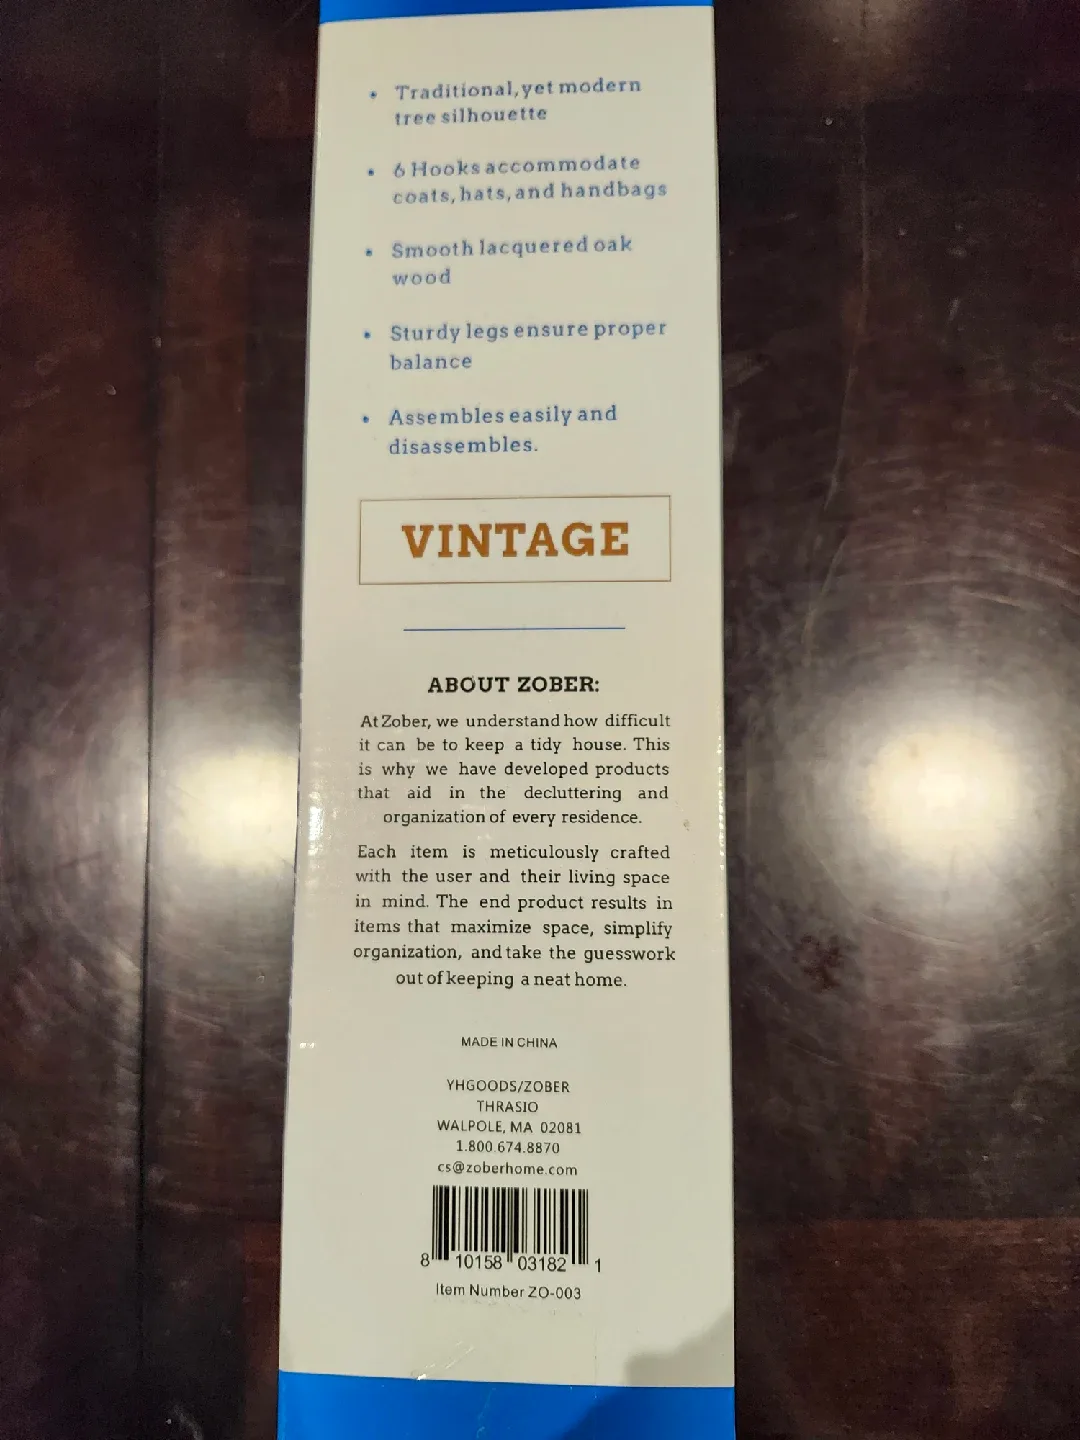 • Traditional, yet modern
tree silhouette
• 6 Hooks accommodate
coats, hats, and handbags
• Smooth lacquered oak
wood
• Sturdy legs ensure proper
balance
• Assembles easily and
disassembles.
VINTAGE
ABOUT ZOBER:
At Zober, we understand how difficult
it can be to keep a tidy house. This
is why we have developed products
that aid in the decluttering and
organization of every residence.
Each item is meticulously crafted
with the user and their living space
in mind. The end product results in
items that maximize space, simplify
organization, and take the guesswork
out of keeping a neat home.
MADE IN CHINA
YHGOODS/ZOBER
THRASIO
WALPOLE, MA 02081
1.800.674.8870
cs@zoberhome.com
8 10158 03182 1
Item Number ZO-003